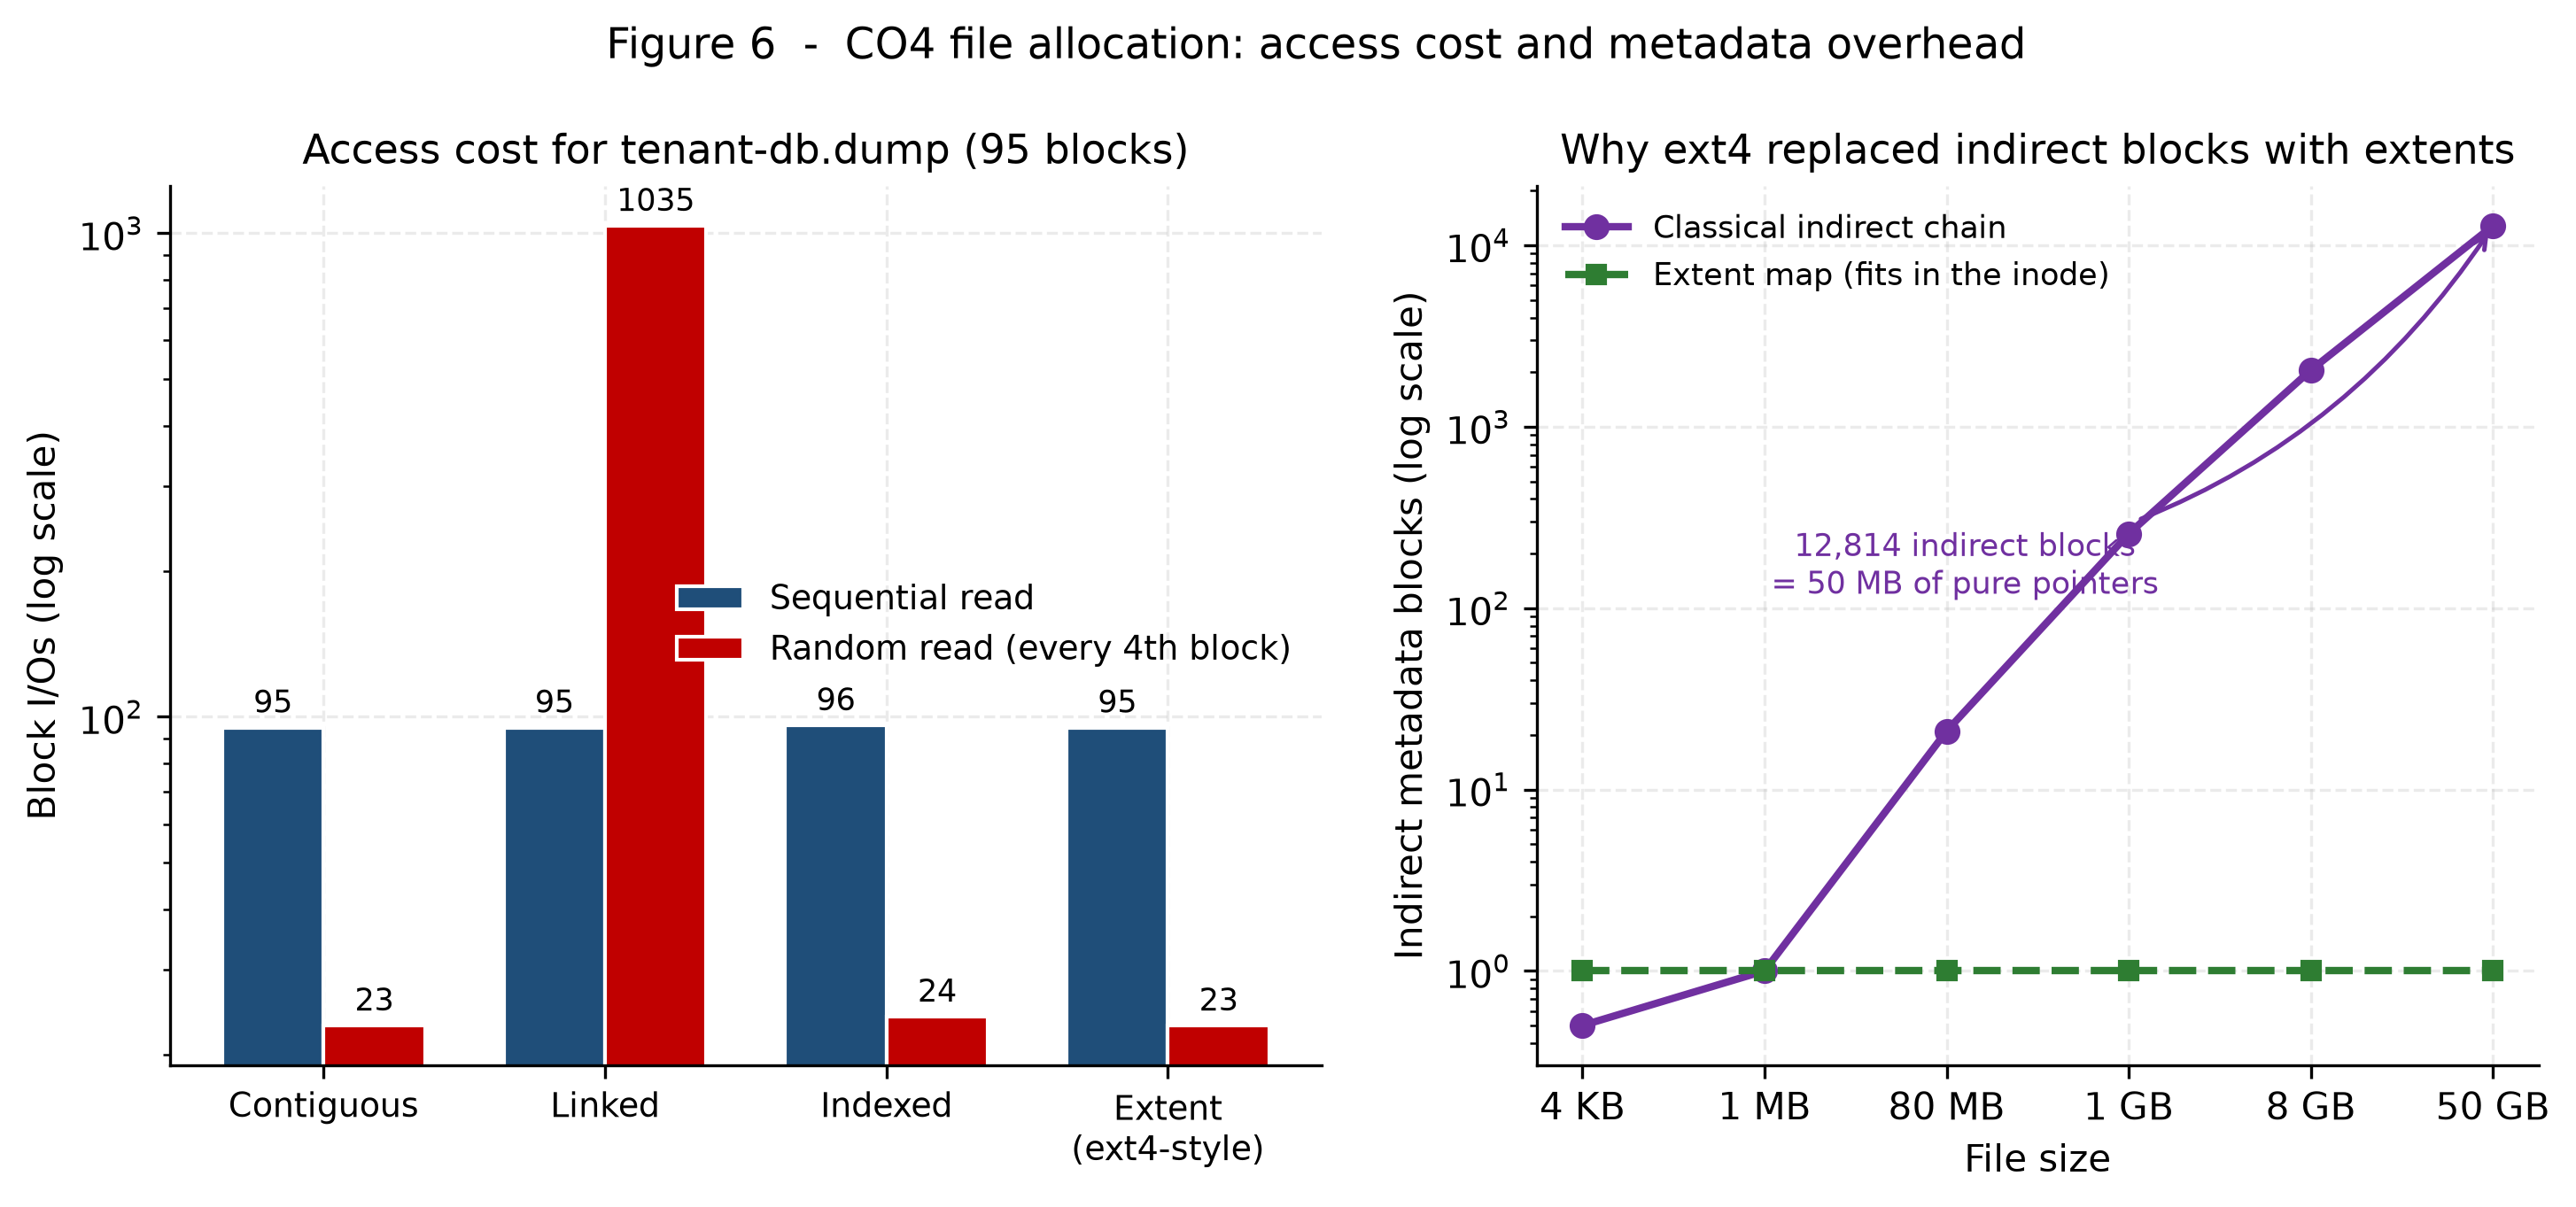 Figure 6  -  CO4 file allocation: access cost and metadata overhead
Access cost for tenant-db.dump (95 blocks)
Block I/Os (log scale)
10³
10²
95
23
95
1035
96
24
95
23
Sequential read
Random read (every 4th block)
Contiguous
Linked
Indexed
Extent
(ext4-style)
Why ext4 replaced indirect blocks with extents
Indirect metadata blocks (log scale)
10⁴
10³
10²
10¹
10⁰
Classical indirect chain
Extent map (fits in the inode)
12,814 indirect blocks
= 50 MB of pure pointers
4 KB
1 MB
80 MB
1 GB
8 GB
50 GB
File size